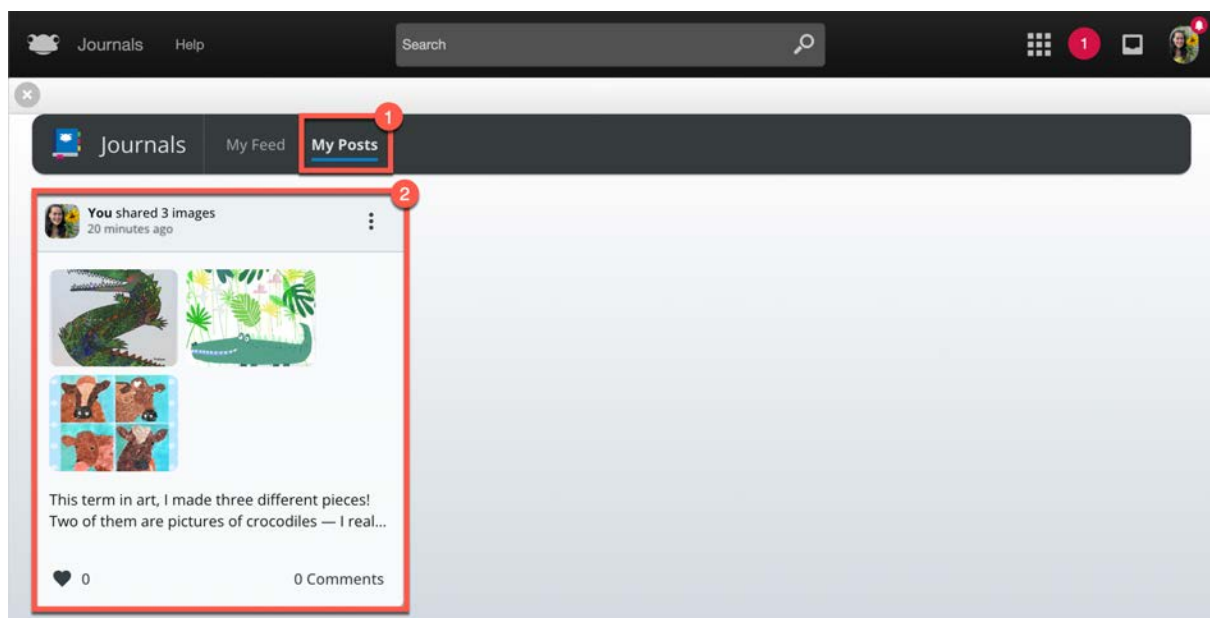 Journals Help Search 1
1
Journals My Feed My Posts
2
You shared 3 images
20 minutes ago
This term in art, I made three different pieces!
Two of them are pictures of crocodiles — I real...
0 0 Comments